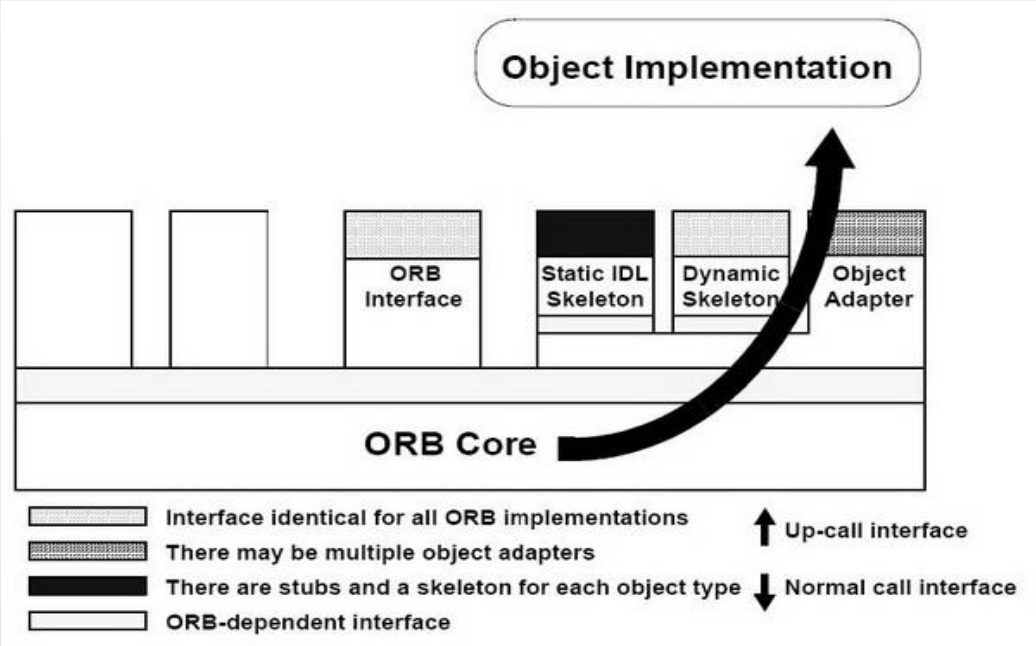 Object Implementation
ORB
Interface
Static IDL
Skeleton
Dynamic
Skeleton
Object
Adapter
ORB Core
Interface identical for all ORB implementations
There may be multiple object adapters
There are stubs and a skeleton for each object type
ORB-dependent interface
Up-call interface
Normal call interface